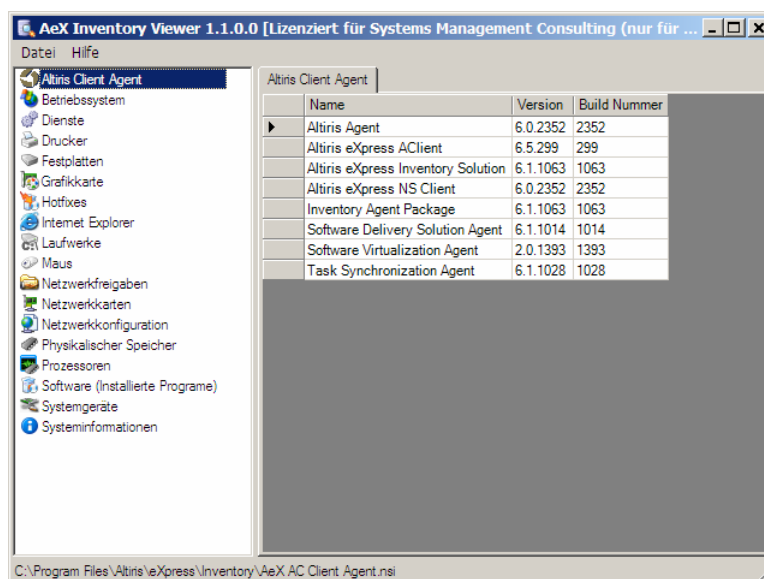 AeX Inventory Viewer 1.1.0.0 [Lizenziert für Systems Management Consulting (nur für ...
Datei Hilfe
Altiris Client Agent
Betriebssystem
Dienste
Drucker
Festplatten
Grafikkarte
Hotfixes
Internet Explorer
Laufwerke
Maus
Netzwerkfreigaben
Netzwerkkarten
Netzwerkkonfiguration
Physikalischer Speicher
Prozessoren
Software (Installierte Programe)
Systemgeräte
Systeminformationen
Altiris Client Agent
Name Version Build Nummer
Altiris Agent 6.0.2352 2352
Altiris eXpress AClient 6.5.299 299
Altiris eXpress Inventory Solution 6.1.1063 1063
Altiris eXpress NS Client 6.0.2352 2352
Inventory Agent Package 6.1.1063 1063
Software Delivery Solution Agent 6.1.1014 1014
Software Virtualization Agent 2.0.1393 1393
Task Synchronization Agent 6.1.1028 1028
C:\Program Files\Altiris\eXpress\Inventory\AeX AC Client Agent.nsi